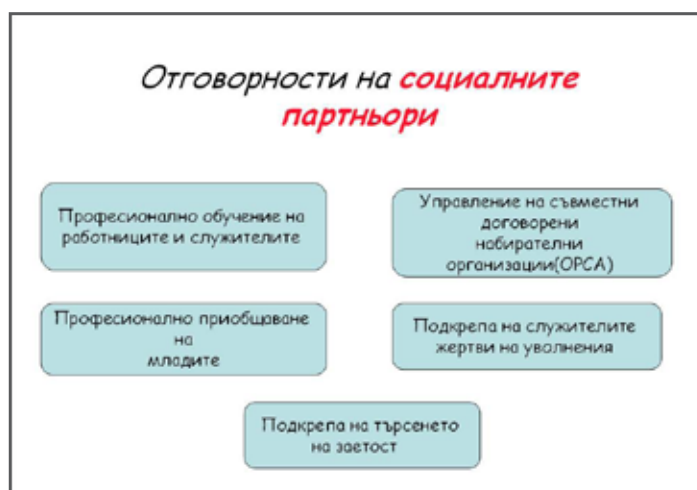 Отговорности на социалните
партньори
Професионално обучение на
работниците и служителите
Управление на съвместни
договорени
набирателни
организации(OPCA)
Професионално приобщаване
на
младите
Подкрепа на служителите
жертви на уволнения
Подкрепа на търсенето
на заетост